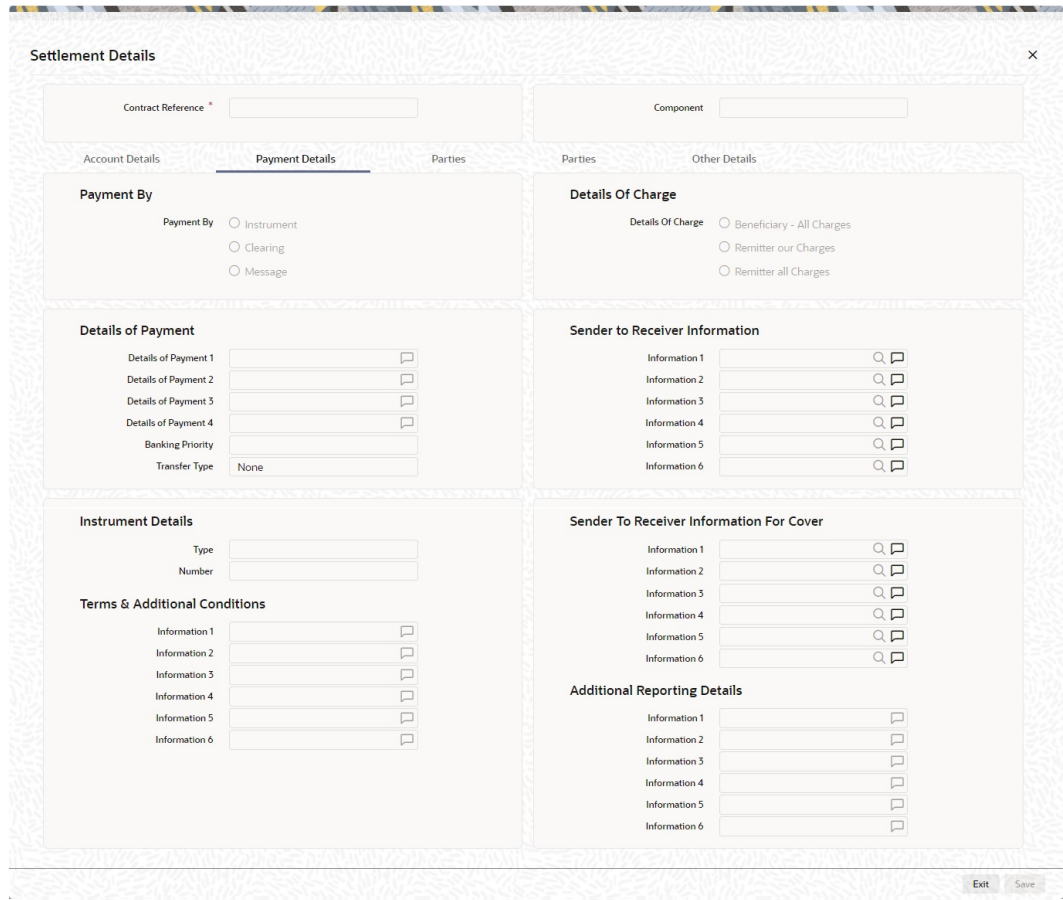 Settlement Details
Contract Reference *
Component
Account Details Payment Details Parties Parties Other Details
Payment By
Payment By Instrument
Clearing
Message
Details Of Charge
Details Of Charge Beneficiary - All Charges
Remitter our Charges
Remitter all Charges
Details of Payment
Details of Payment 1
Details of Payment 2
Details of Payment 3
Details of Payment 4
Banking Priority
Transfer Type None
Sender to Receiver Information
Information 1
Information 2
Information 3
Information 4
Information 5
Information 6
Instrument Details
Type
Number
Terms & Additional Conditions
Information 1
Information 2
Information 3
Information 4
Information 5
Information 6
Sender To Receiver Information For Cover
Information 1
Information 2
Information 3
Information 4
Information 5
Information 6
Additional Reporting Details
Information 1
Information 2
Information 3
Information 4
Information 5
Information 6
Exit Save